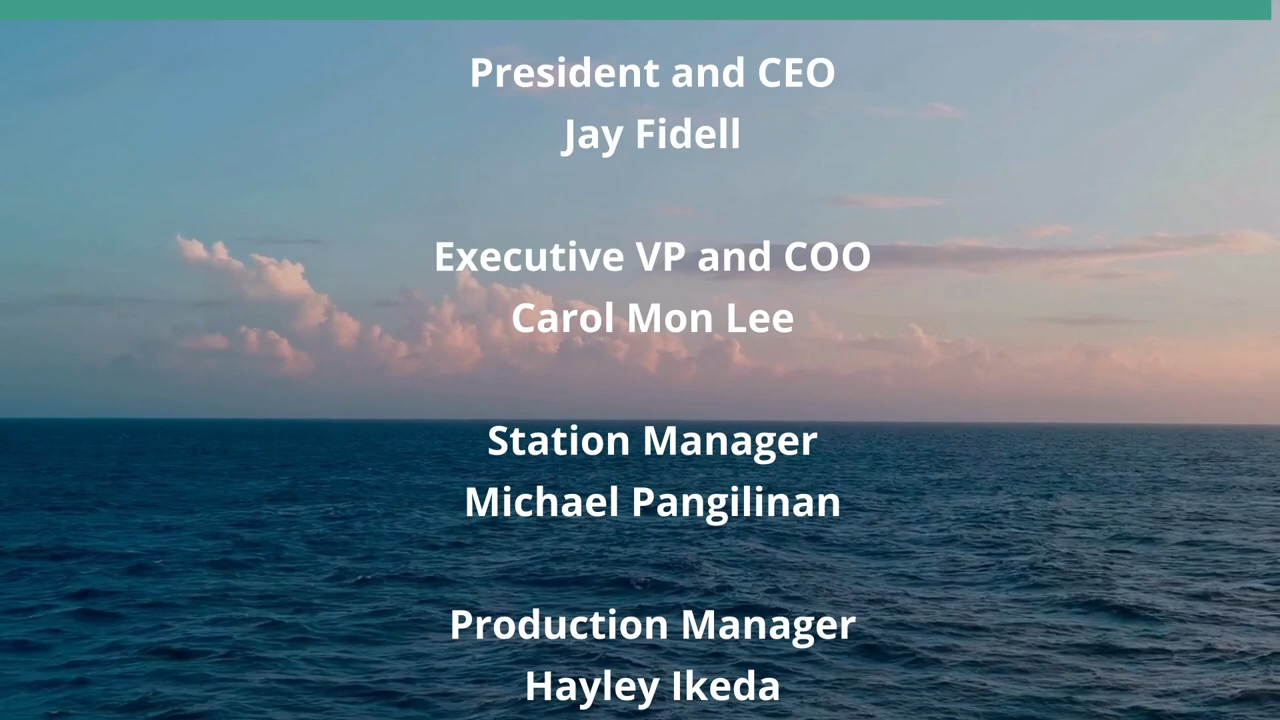 President and CEO
Jay Fidell
Executive VP and COO
Carol Mon Lee
Station Manager
Michael Pangilinan
Production Manager
Hayley Ikeda